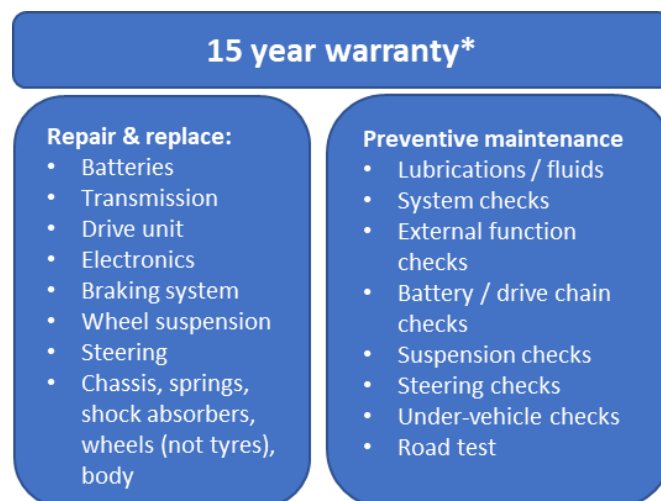 15 year warranty*
Repair & replace:
• Batteries
• Transmission
• Drive unit
• Electronics
• Braking system
• Wheel suspension
• Steering
• Chassis, springs,
shock absorbers,
wheels (not tyres),
body
Preventive maintenance
• Lubrications / fluids
• System checks
• External function
checks
• Battery / drive chain
checks
• Suspension checks
• Steering checks
• Under-vehicle checks
• Road test